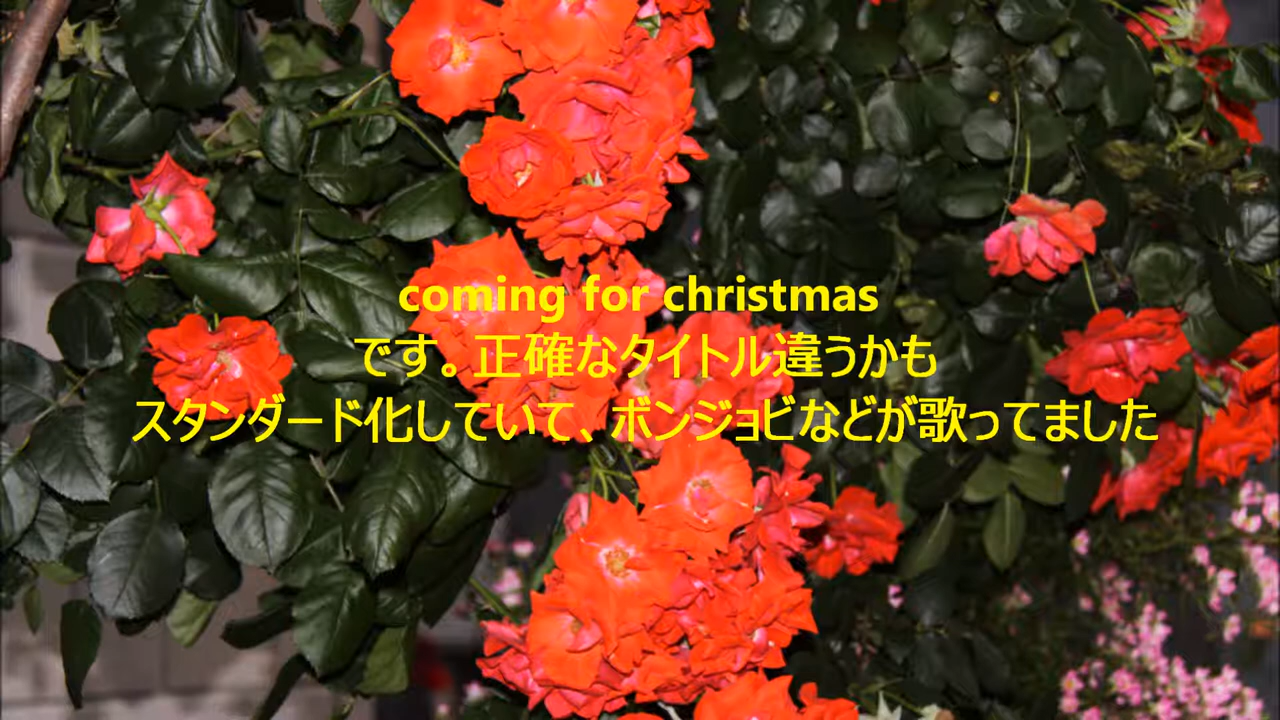 coming for christmas
です。正確なタイトル違うかも
スタンダード化していて、ボンジョビなどが歌ってました